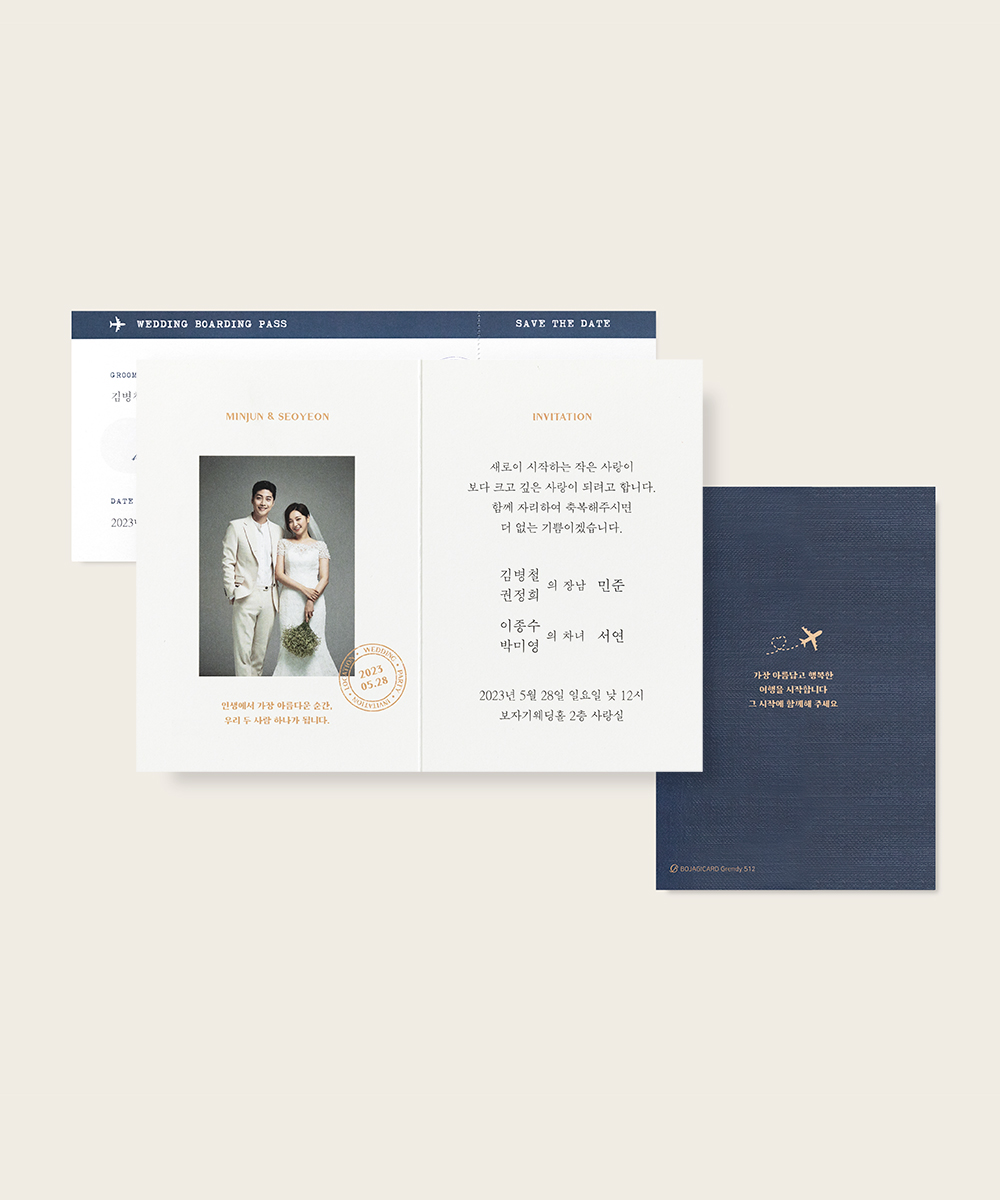 WEDDING BOARDING PASS
SAVE THE DATE
GROOM
김병
DATE
2023
MINJUN & SEOYEON
인생에서 가장 아름다운 순간,
우리 두 사람 하나가 됩니다.
LOCATION • WEDDING • PARTY • INVITATION •
2023
05.28
INVITATION
새로이 시작하는 작은 사랑이
보다 크고 깊은 사랑이 되려고 합니다.
함께 자리하여 축복해주시면
더 없는 기쁨이겠습니다.
김병철
권정희 의 장남 민준
이종수
박미영 의 차녀 서연
2023년 5월 28일 일요일 낮 12시
보자기웨딩홀 2층 사랑실
가장 아름답고 행복한
여행을 시작합니다
그 시작에 함께해 주세요
BOJAGICARD Grendy 512